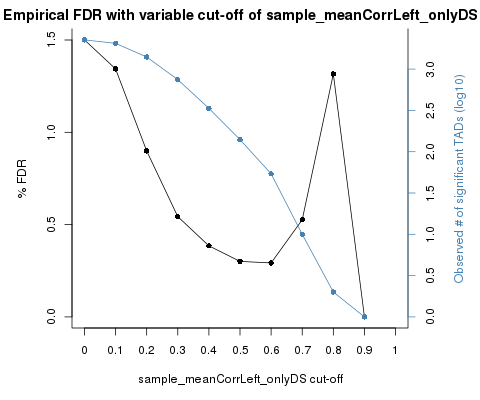 Empirical FDR with variable cut-off of sample_meanCorrLeft_onlyDS
1.5
1.0
0.5
0.0
% FDR
3.0
2.5
2.0
1.5
1.0
0.5
0.0
Observed # of significant TADs (log10)
0 0.1 0.2 0.3 0.4 0.5 0.6 0.7 0.8 0.9 1
sample_meanCorrLeft_onlyDS cut-off